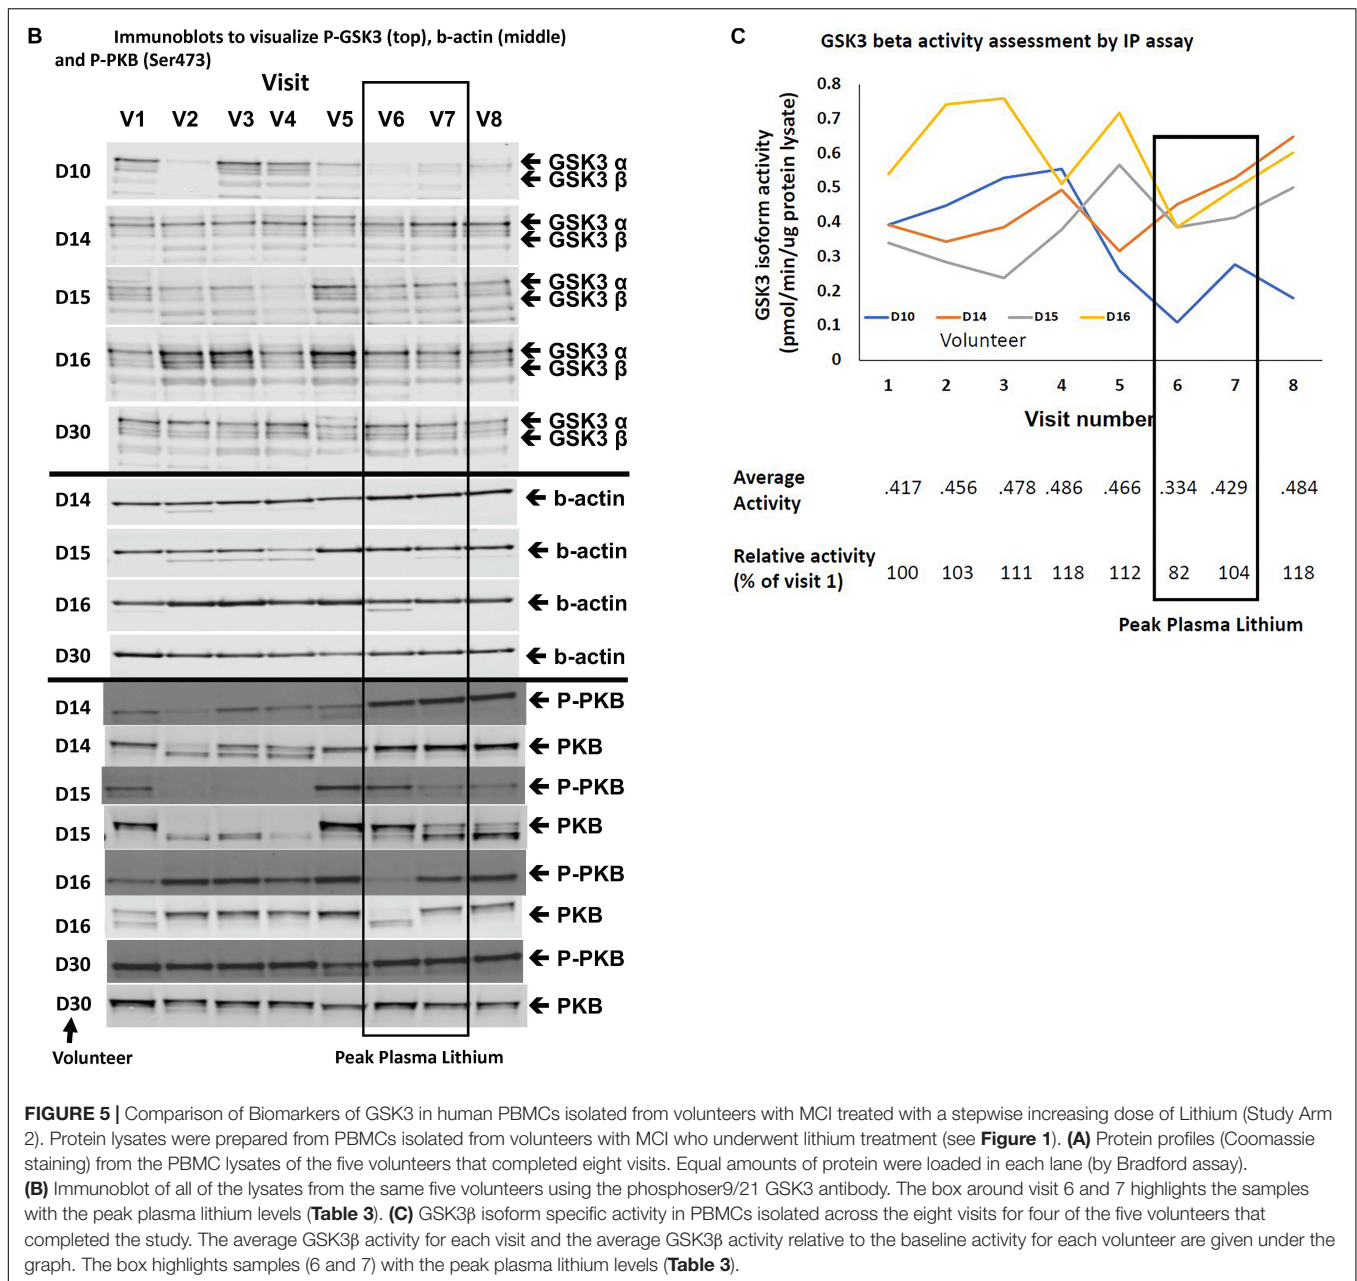 B
Immunoblots to visualize P-GSK3 (top), b-actin (middle)
and P-PKB (Ser473)
Visit
V1 V2 V3 V4 V5 V6 V7 V8
D10
GSK3 α
GSK3 β
D14
GSK3 α
GSK3 β
D15
GSK3 α
GSK3 β
D16
GSK3 α
GSK3 β
D30
GSK3 α
GSK3 β
D14 b-actin
D15 b-actin
D16 b-actin
D30 b-actin
D14 P-PKB
D14 PKB
D15 P-PKB
D15 PKB
D16 P-PKB
D16 PKB
D30 P-PKB
D30 PKB
Volunteer
Peak Plasma Lithium
C
GSK3 beta activity assessment by IP assay
GSK3 isoform activity
(pmol/min/ug protein lysate)
0.8
0.7
0.6
0.5
0.4
0.3
0.2
0.1
0
D10 D14 D15 D16
Volunteer
1 2 3 4 5 6 7 8
Visit number
Average
Activity
.417 .456 .478 .486 .466 .334 .429 .484
Relative activity
(% of visit 1)
100 103 111 118 112 82 104 118
Peak Plasma Lithium
FIGURE 5 | Comparison of Biomarkers of GSK3 in human PBMCs isolated from volunteers with MCI treated with a stepwise increasing dose of Lithium (Study Arm
2). Protein lysates were prepared from PBMCs isolated from volunteers with MCI who underwent lithium treatment (see Figure 1). (A) Protein profiles (Coomassie
staining) from the PBMC lysates of the five volunteers that completed eight visits. Equal amounts of protein were loaded in each lane (by Bradford assay).
(B) Immunoblot of all of the lysates from the same five volunteers using the phosphoser9/21 GSK3 antibody. The box around visit 6 and 7 highlights the samples
with the peak plasma lithium levels (Table 3). (C) GSK3β isoform specific activity in PBMCs isolated across the eight visits for four of the five volunteers that
completed the study. The average GSK3β activity for each visit and the average GSK3β activity relative to the baseline activity for each volunteer are given under the
graph. The box highlights samples (6 and 7) with the peak plasma lithium levels (Table 3).